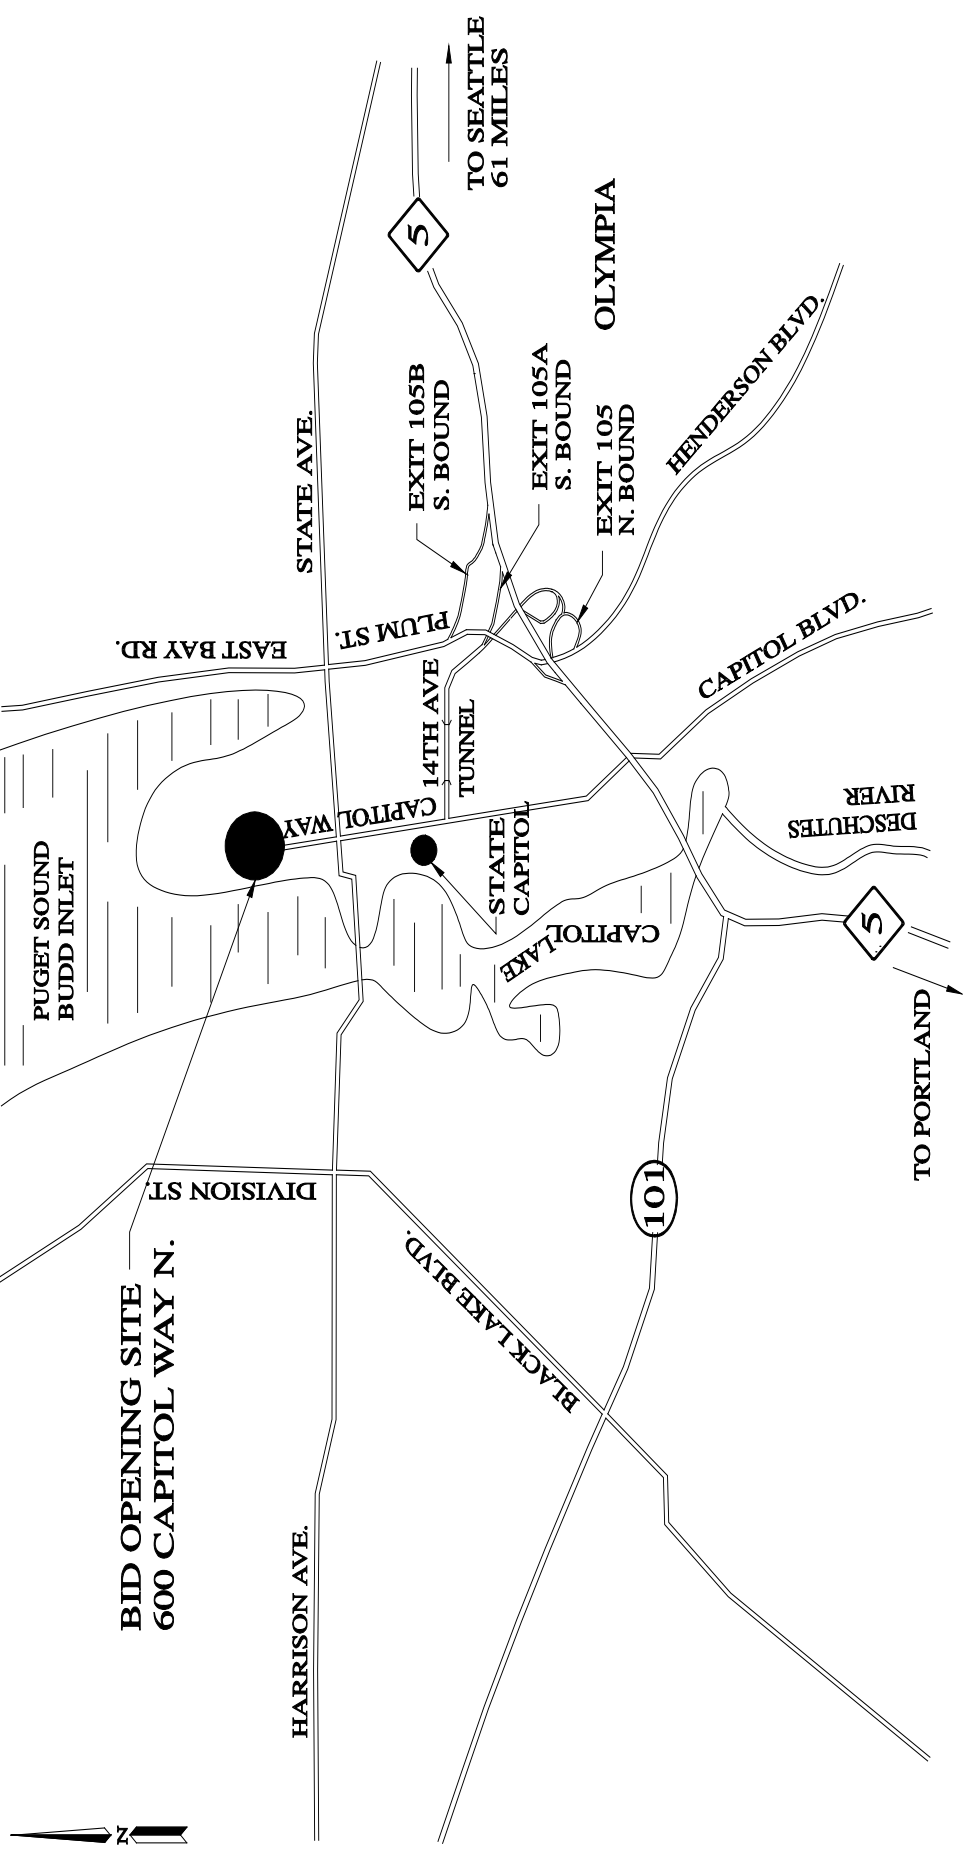 PUGET SOUND
BUDD INLET
BID OPENING SITE
600 CAPITOL WAY N.
N
DIVISION ST.
EAST BAY RD.
STATE AVE.
HARRISON AVE.
PLUM ST.
CAPITOL WAY
14TH AVE
TUNNEL
STATE
CAPITOL
CAPITOL
LAKE
BLACK LAKE BLVD.
101
EXIT 105B
S. BOUND
EXIT 105A
S. BOUND
EXIT 105
N. BOUND
5
TO SEATTLE
61 MILES
OLYMPIA
HENDERSON BLVD.
CAPITOL BLVD.
DESCHUTES
RIVER
5
TO PORTLAND